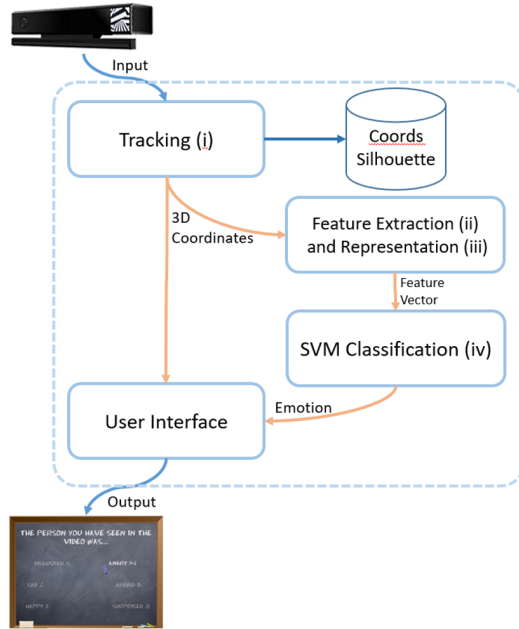 Input
Tracking (i)
Coords
Silhouette
3D
Coordinates
Feature Extraction (ii)
and Representation (iii)
Feature
Vector
SVM Classification (iv)
Emotion
User Interface
Output
THE PERSON YOU HAVE SEEN IN THE
VIDEO WAS...
ANGRY
SAD
HAPPY
SURPRISED